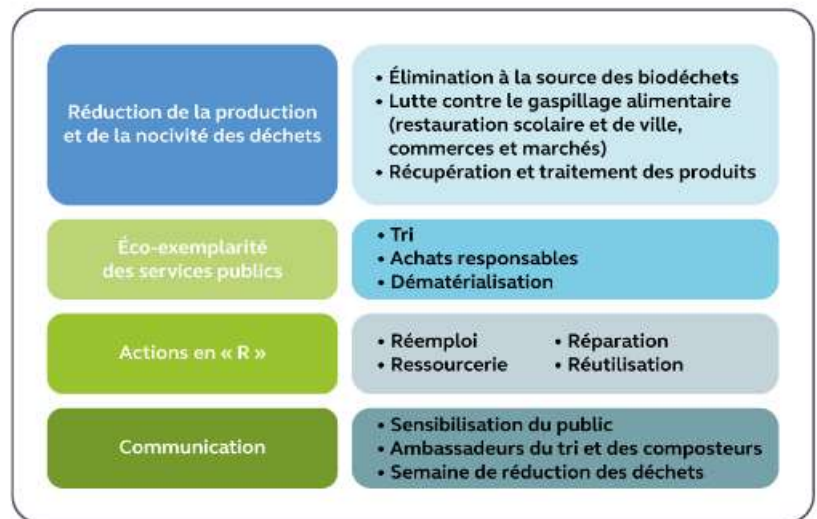 Réduction de la production
et de la nocivité des déchets
• Élimination à la source des biodéchets
• Lutte contre le gaspillage alimentaire
(restauration scolaire et de ville,
commerces et marchés)
• Récupération et traitement des produits
Éco-exemplarité
des services publics
• Tri
• Achats responsables
• Dématérialisation
Actions en « R »
• Réemploi • Réparation
• Ressourcerie • Réutilisation
Communication
• Sensibilisation du public
• Ambassadeurs du tri et des composteurs
• Semaine de réduction des déchets